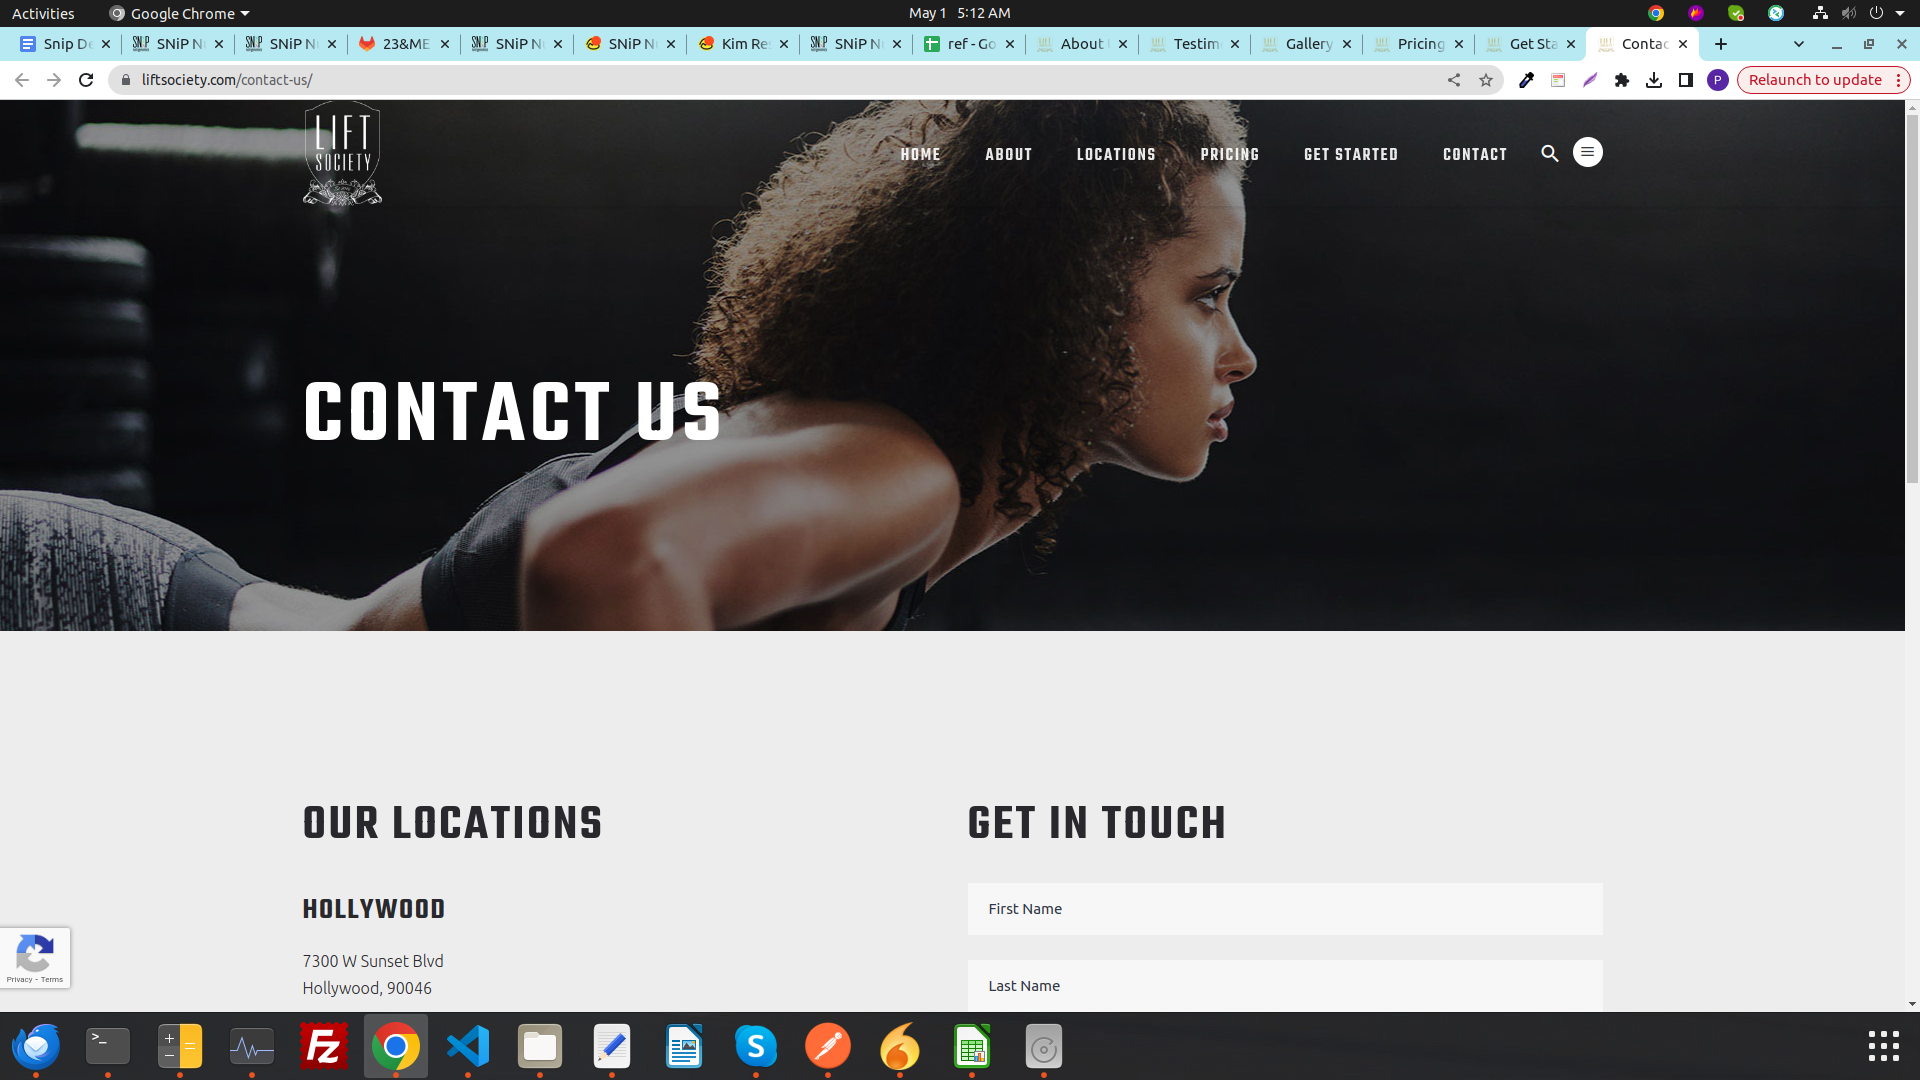 Activities
Google Chrome
May 1 5:12 AM
Snip De
SNiP N
SNiP N
23&ME
SNiP N
SNiP N
Kim Re
SNiP N
ref - Go
About
Testim
Gallery
Pricing
Get Sta
Contac
liftsociety.com/contact-us/
P
Relaunch to update
LIFT
SOCIETY
HOME
ABOUT
LOCATIONS
PRICING
GET STARTED
CONTACT
CONTACT US
OUR LOCATIONS
HOLLYWOOD
7300 W Sunset Blvd
Hollywood, 90046
GET IN TOUCH
First Name
Last Name
Privacy - Terms